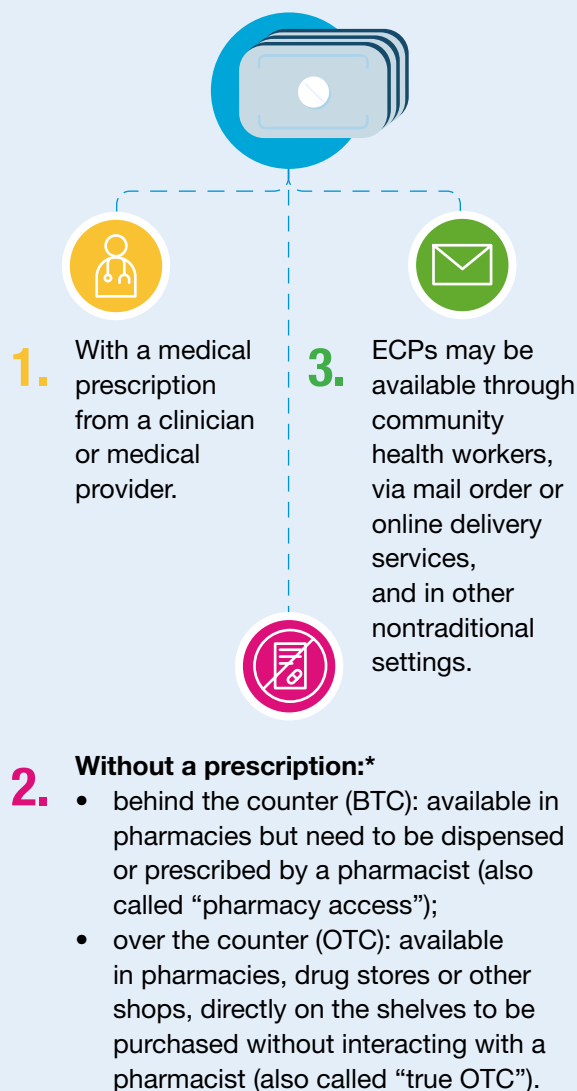 1. With a medical
prescription
from a clinician
or medical
provider.
3. ECPs may be
available through
community
health workers,
via mail order or
online delivery
services,
and in other
nontraditional
settings.
2. Without a prescription:*
• behind the counter (BTC): available in
pharmacies but need to be dispensed
or prescribed by a pharmacist (also
called “pharmacy access”);
• over the counter (OTC): available
in pharmacies, drug stores or other
shops, directly on the shelves to be
purchased without interacting with a
pharmacist (also called “true OTC”).